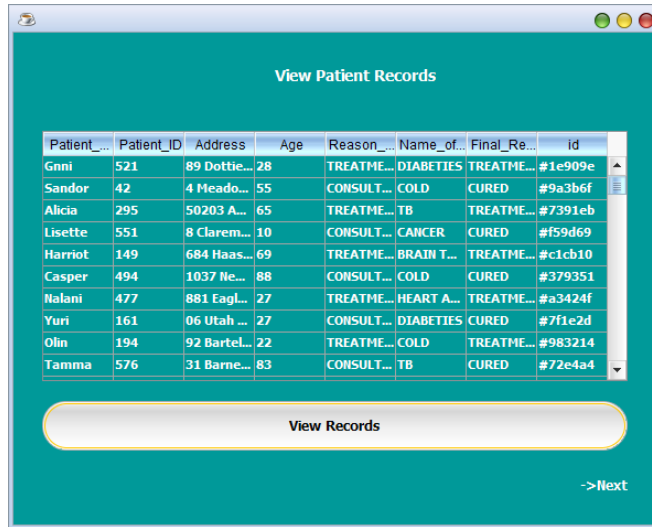 View Patient Records
Patient_... Patient_ID Address Age Reason_... Name_of... Final_Re... id
Gnni 521 89 Dottie... 28 TREATME... DIABETIES TREATME... #1e909e
Sandor 42 4 Meado... 55 CONSULT... COLD CURED #9a3b6f
Alicia 295 50203 A... 65 TREATME... TB TREATME... #7391eb
Lisette 551 8 Clarem... 10 CONSULT... CANCER CURED #f59d69
Harriot 149 684 Haas... 69 TREATME... BRAIN T... TREATME... #c1cb10
Casper 494 1037 Ne... 88 CONSULT... COLD CURED #379351
Nalani 477 881 Eagl... 27 TREATME... HEART A... TREATME... #a3424f
Yuri 161 06 Utah ... 27 CONSULT... DIABETIES CURED #7f1e2d
Olin 194 92 Bartel... 22 TREATME... COLD TREATME... #983214
Tamma 576 31 Barne... 83 CONSULT... TB CURED #72e4a4
View Records
->Next